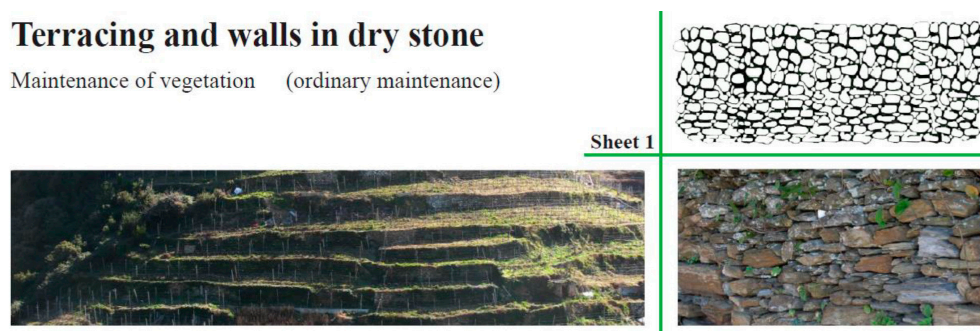 Terracing and walls in dry stone
Maintenance of vegetation (ordinary maintenance)
Sheet 1